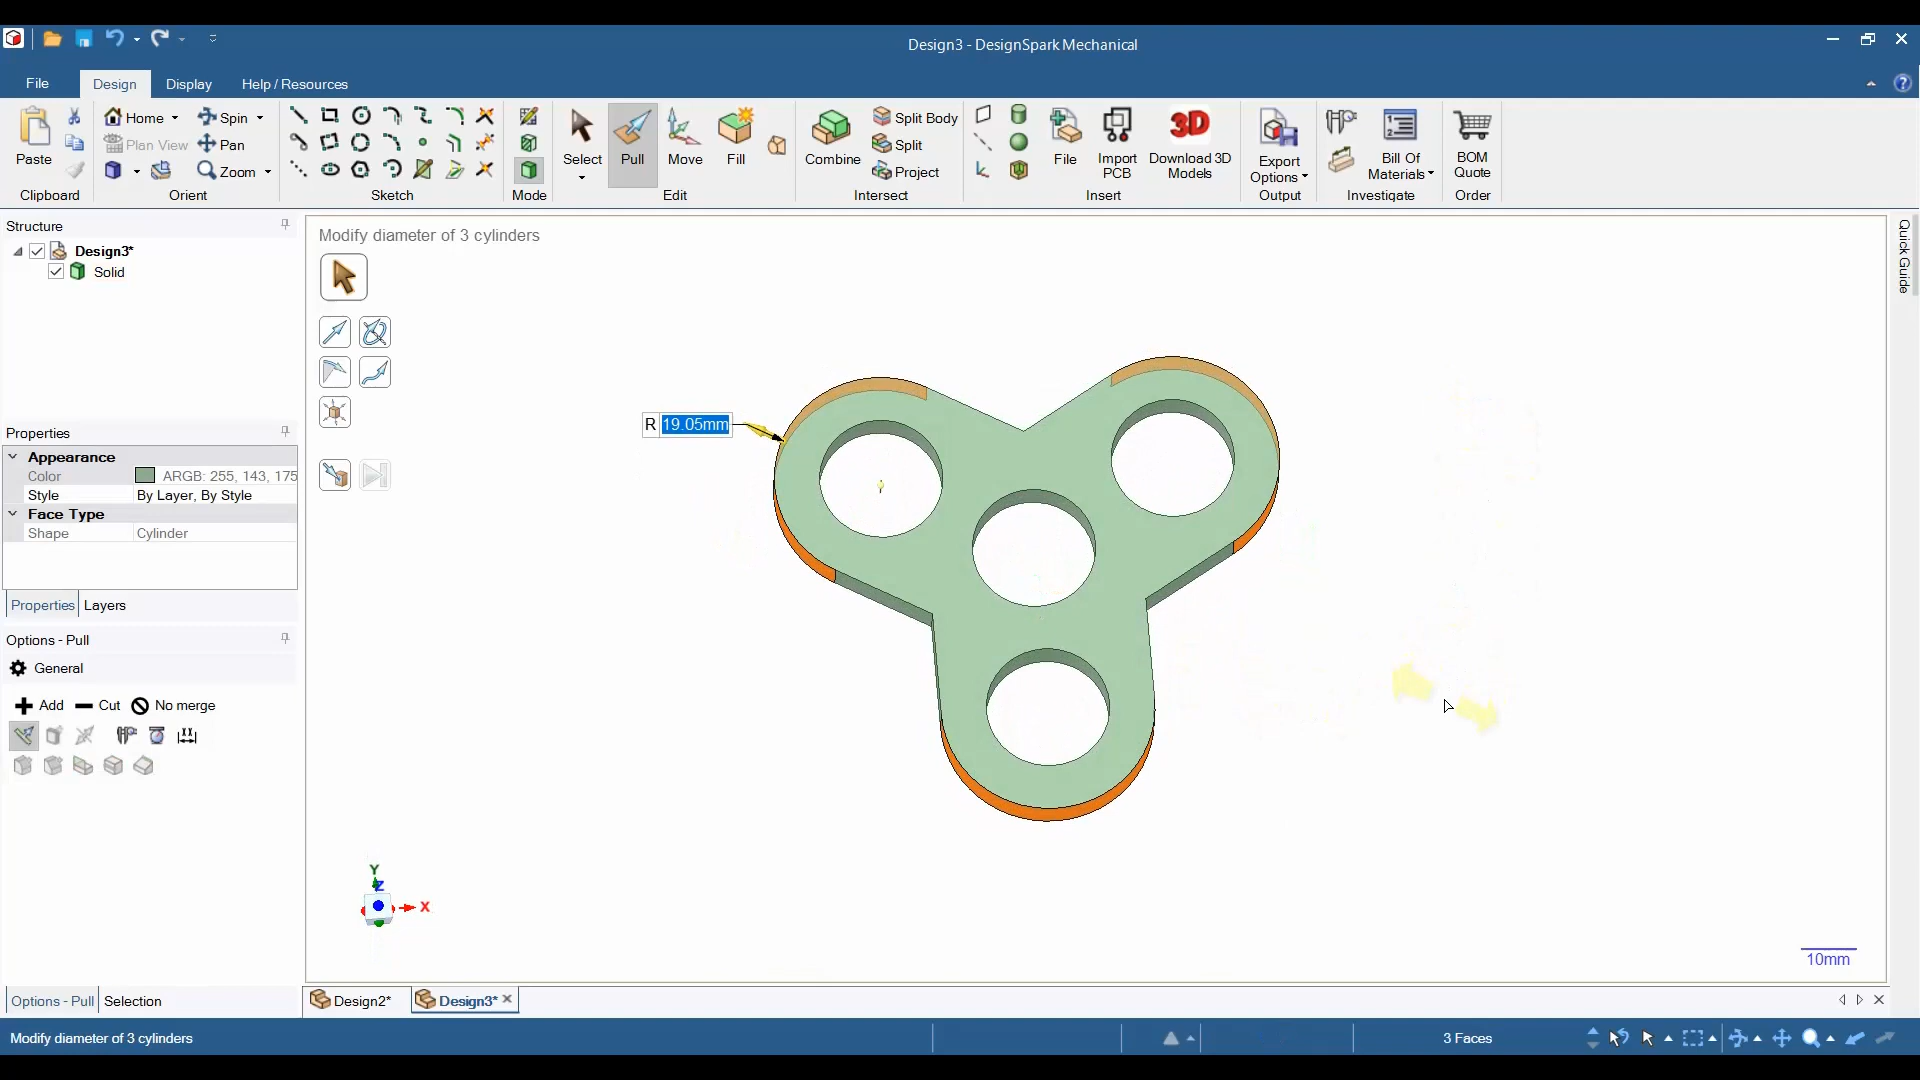 Design3 - DesignSpark Mechanical
File Design Display Help / Resources
Paste
Home Spin
Plan View Pan
Zoom
Select Pull Move Fill
Combine
Split Body
Split
Project
File Import PCB
3D
Download 3D Models
Export Options
Bill Of Materials
BOM Quote
Clipboard Orient Sketch Mode Edit Intersect Insert Output Investigate Order
Structure
Design3*
Solid
Properties
Appearance
Color ARGB: 255, 143, 175
Style By Layer, By Style
Face Type
Shape Cylinder
Properties Layers
Options - Pull
General
Add Cut No merge
Options - Pull Selection
Modify diameter of 3 cylinders
R 19.05mm
Y
Z
X
10mm
Quick Guide
Design2* Design3*
Modify diameter of 3 cylinders
3 Faces